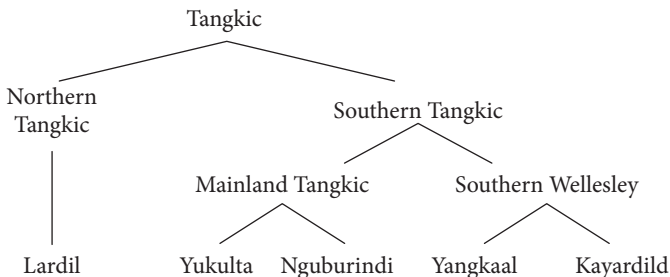 Tangkic
Northern
Tangkic
Southern Tangkic
Mainland Tangkic Southern Wellesley
Lardil Yukulta Nguburindi Yangkaal Kayardild